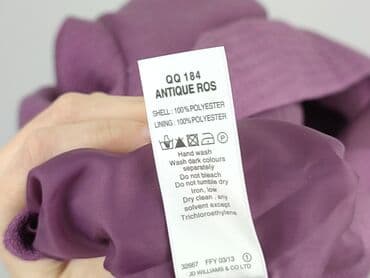 QQ 184
ANTIQUE ROS
SHELL: 100% POLYESTER
LINING: 100% POLYESTER
Hand wash
Wash dark colours
separately
Do not bleach
Do not tumble dry
Iron, low
Dry clean, any
solvent except
Trichloroethylene
32667 FFY 03/13
JD WILLIAMS & CO LTD